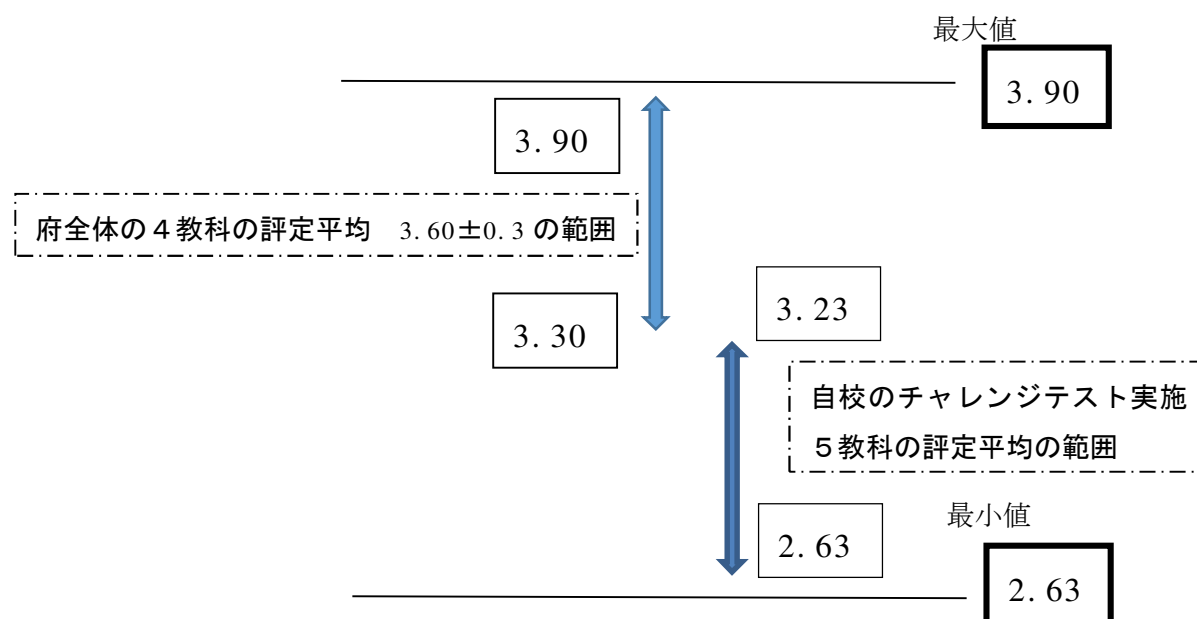 最大値
3.90
3.90
府全体の4教科の評定平均 3.60±0.3の範囲
3.30
3.23
自校のチャレンジテスト実施
5教科の評定平均の範囲
2.63
最小値
2.63